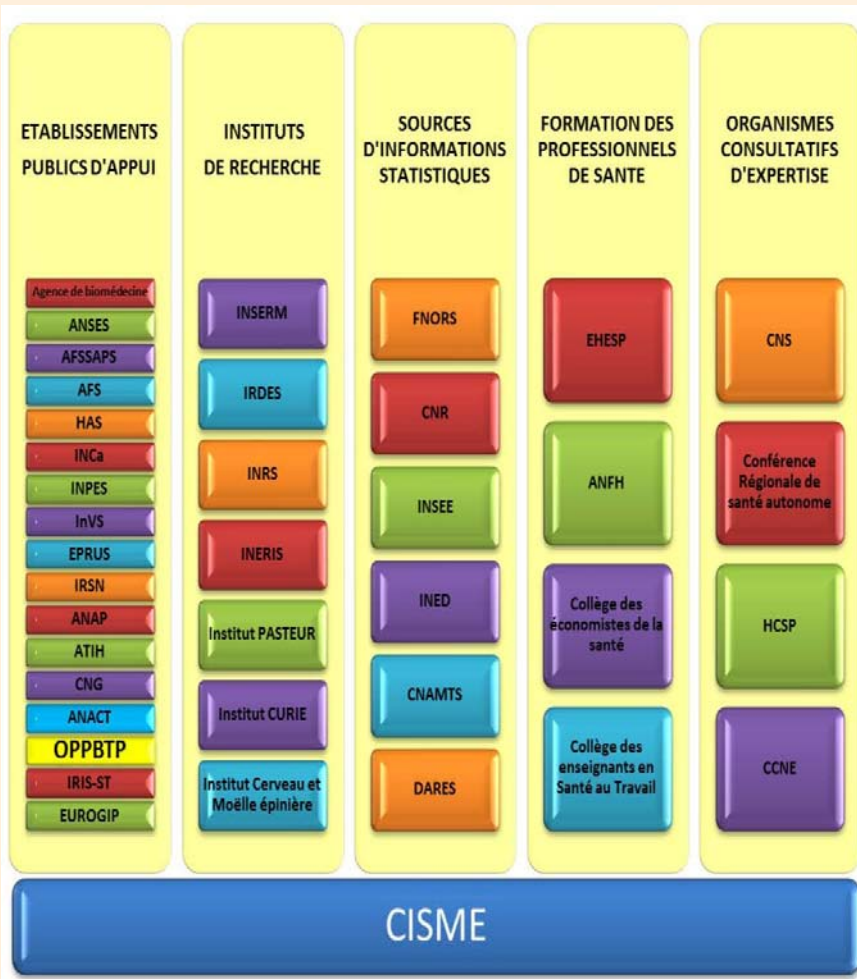 ETABLISSEMENTS
PUBLICS D'APPUI
Agence de biomédecine
ANSES
AFSSAPS
AFS
HAS
INCa
INPES
InVS
EPRUS
IRSN
ANAP
ATIH
CNG
ANACT
OPPBTP
IRIS-ST
EUROGIP
INSTITUTS
DE RECHERCHE
INSERM
IRDES
INRS
INERIS
Institut PASTEUR
Institut CURIE
Institut Cerveau et
Moëlle épinière
SOURCES
D'INFORMATIONS
STATISTIQUES
FNORS
CNR
INSEE
INED
CNAMTS
DARES
FORMATION DES
PROFESSIONNELS
DE SANTE
EHESP
ANFH
Collège des
économistes de la
santé
Collège des
enseignants en
Santé au Travail
ORGANISMES
CONSULTATIFS
D'EXPERTISE
CNS
Conférence
Régionale de
santé autonome
HCSP
CCNE
CISME